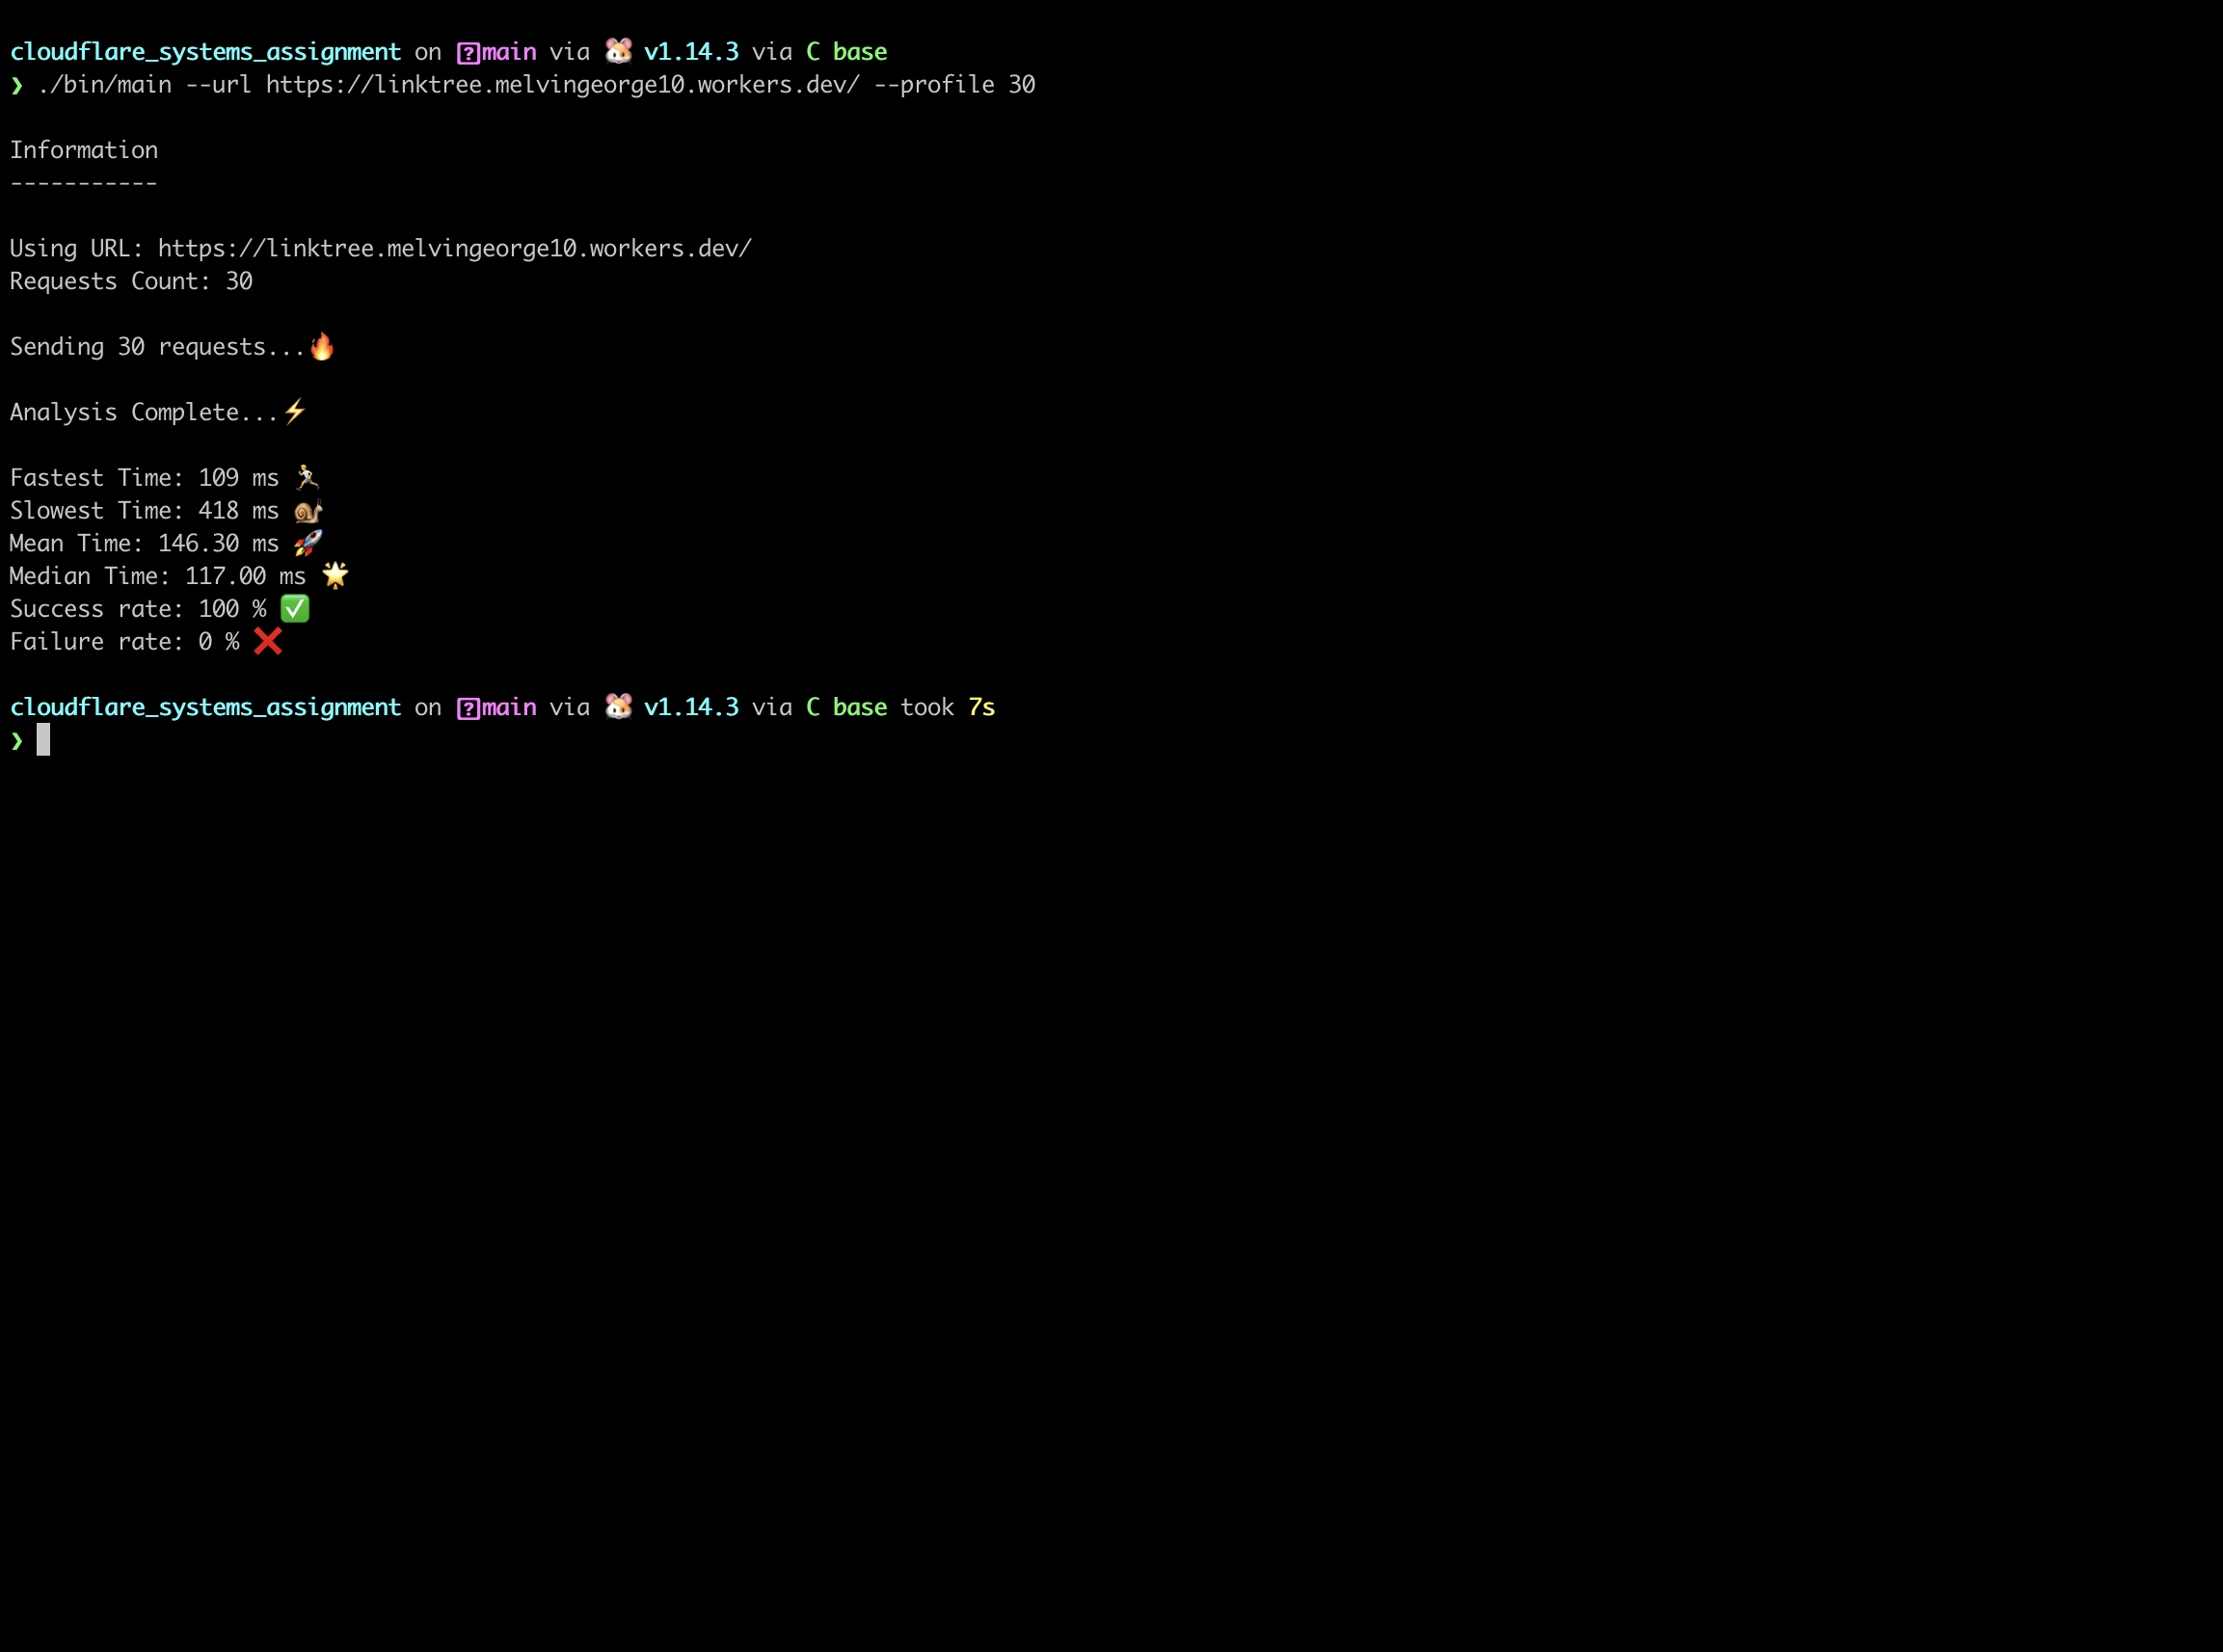 cloudflare_systems_assignment on ?main via 🐹 v1.14.3 via C base
❯ ./bin/main --url https://linktree.melvingeorge10.workers.dev/ --profile 30
Information
-----------
Using URL: https://linktree.melvingeorge10.workers.dev/
Requests Count: 30
Sending 30 requests...🔥
Analysis Complete...⚡
Fastest Time: 109 ms 🏃
Slowest Time: 418 ms 🐌
Mean Time: 146.30 ms 🚀
Median Time: 117.00 ms 🌟
Success rate: 100 % ✅
Failure rate: 0 % ❌
cloudflare_systems_assignment on ?main via 🐹 v1.14.3 via C base took 7s
❯